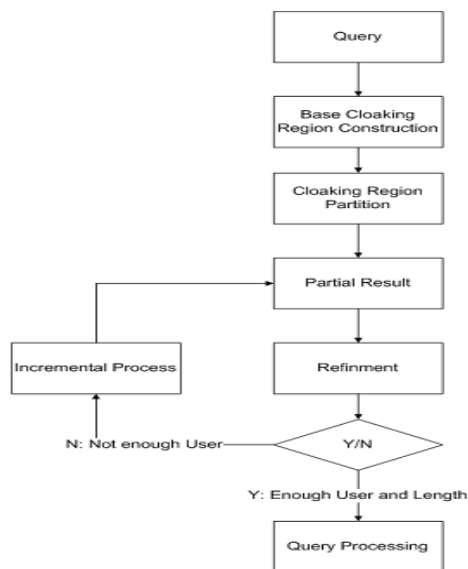 Query
Base Cloaking
Region Construction
Cloaking Region
Partition
Partial Result
Incremental Process
Refinment
Y/N
N: Not enough User
Y: Enough User and Length
Query Processing